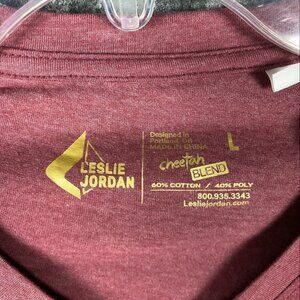 LESLIE
JORDAN
Designed in
Portland, OR
MADE IN CHINA
L
cheetah
BLEND
60% COTTON / 40% POLY
800.935.3343
Lesliejordan.com